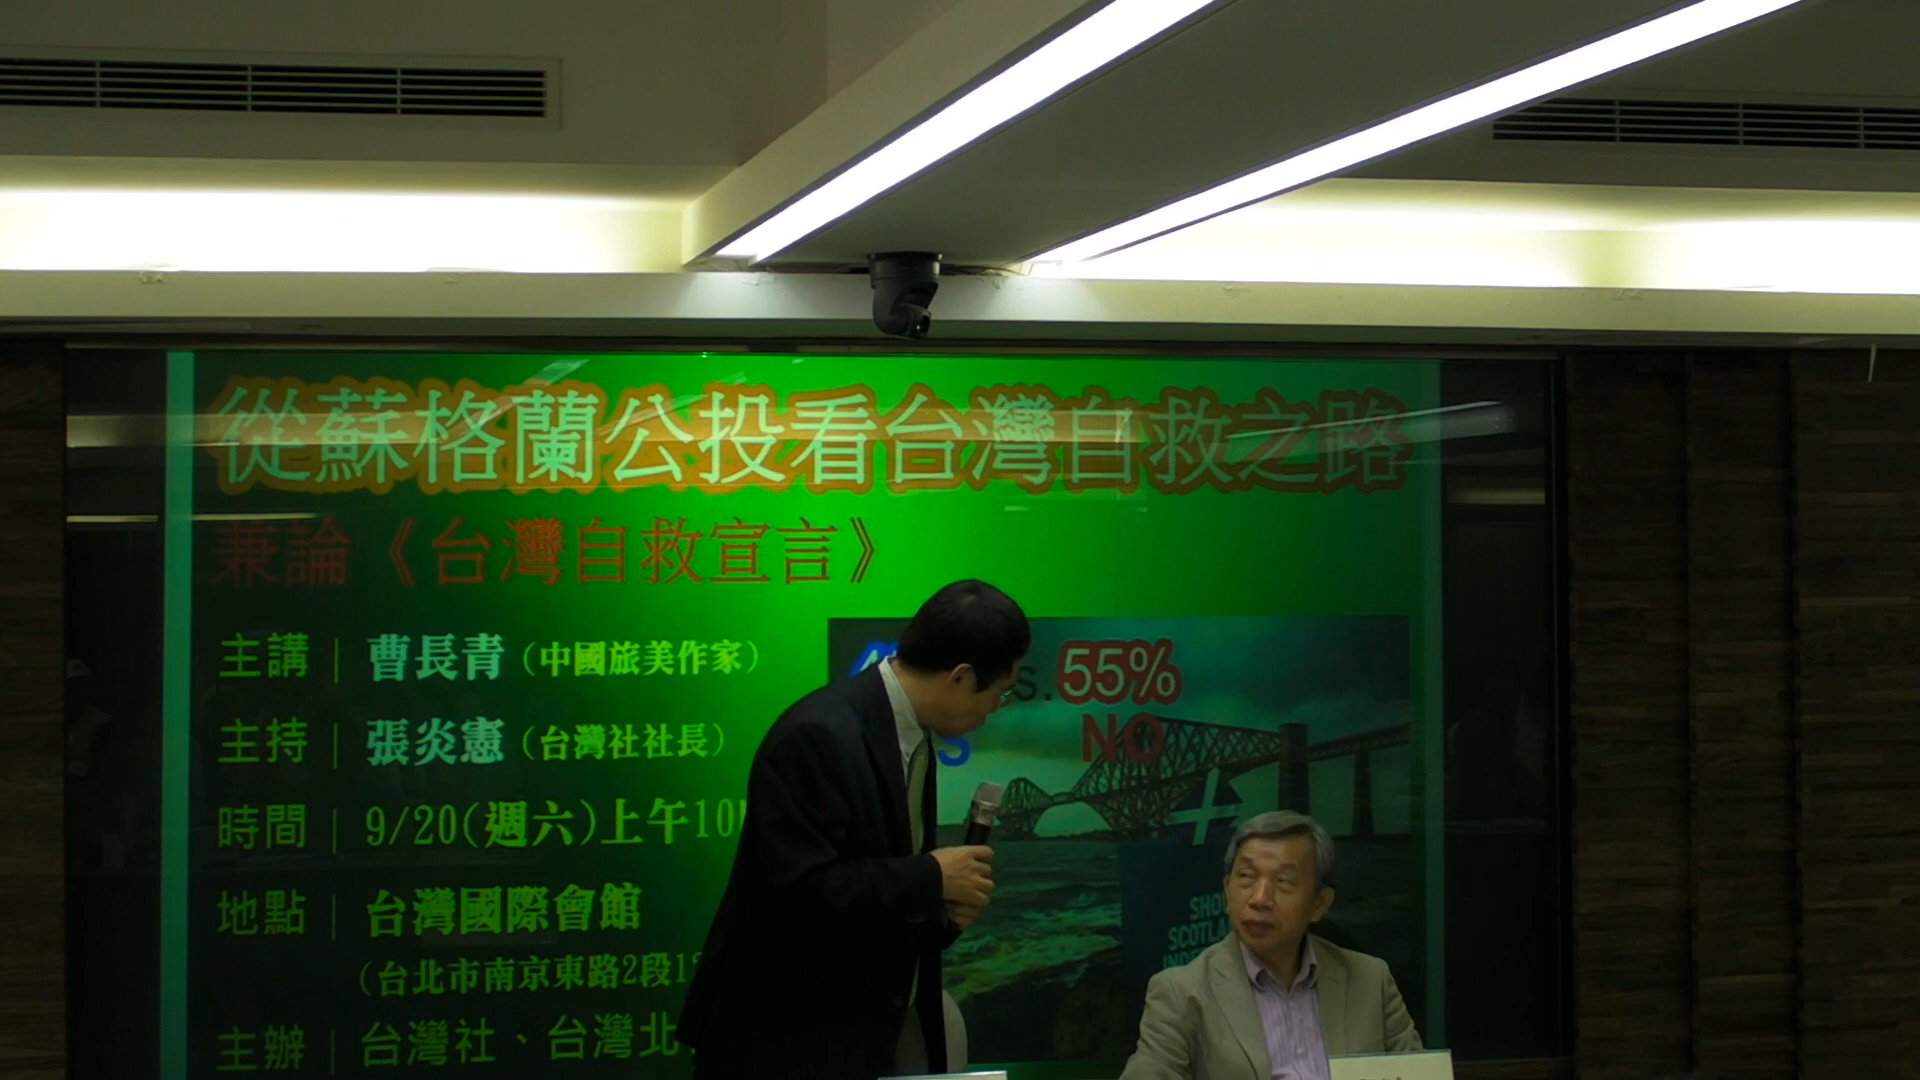 從蘇格蘭公投看台灣自救之路
兼論《台灣自救宣言》
主講｜曹長青（中國旅美作家）
主持｜張炎憲（台灣社社長）
時間｜9/20(週六)上午10
地點｜台灣國際會館
（台北市南京東路2段1
主辦｜台灣社、台灣北
s. 55%
S NO
SHO
SCOTLA
INDE